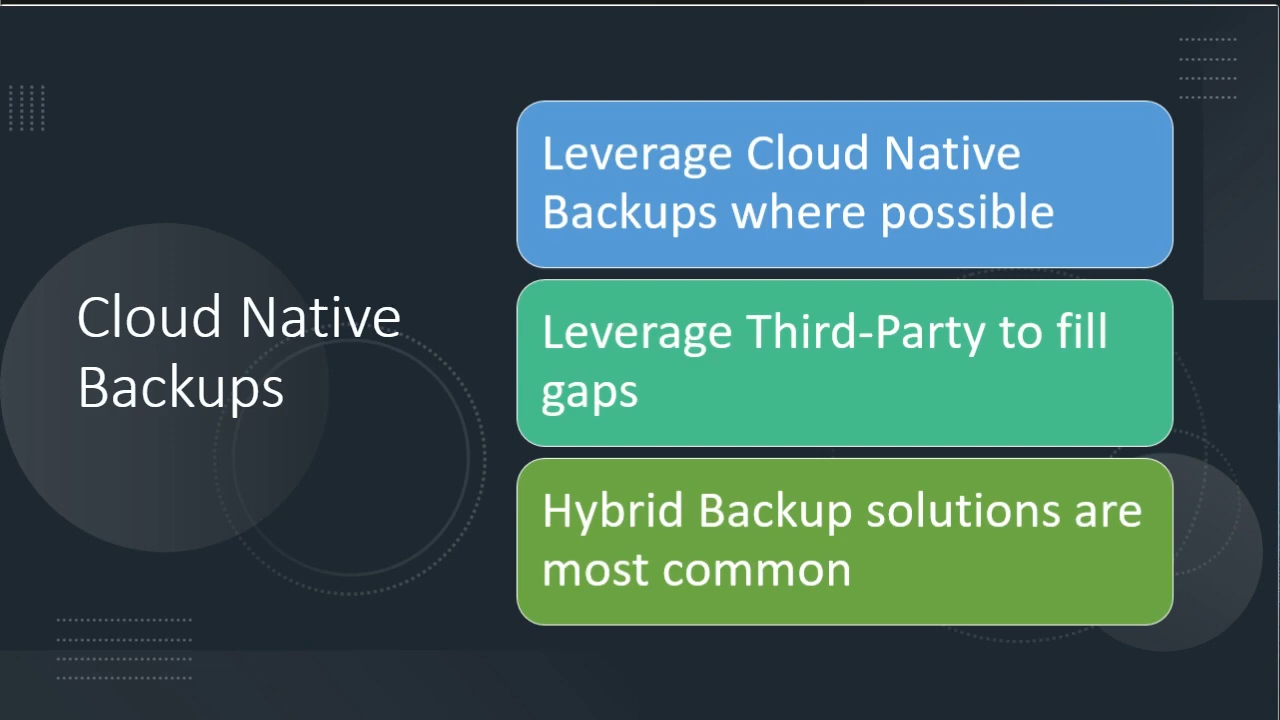 Cloud Native
Backups
Leverage Cloud Native
Backups where possible
Leverage Third-Party to fill
gaps
Hybrid Backup solutions are
most common